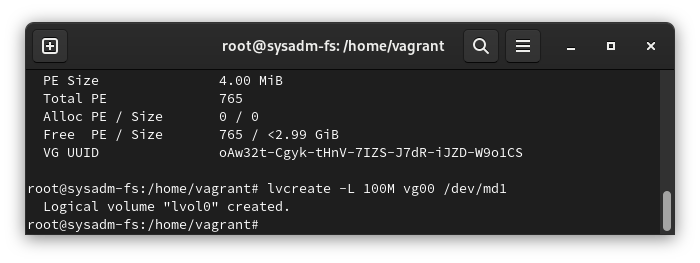 root@sysadm-fs: /home/vagrant
PE Size 4.00 MiB
Total PE 765
Alloc PE / Size 0 / 0
Free PE / Size 765 / <2.99 GiB
VG UUID oAw32t-Cgyk-tHnV-7IZS-J7dR-iJZD-W9o1CS
root@sysadm-fs:/home/vagrant# lvcreate -L 100M vg00 /dev/md1
Logical volume "lvol0" created.
root@sysadm-fs:/home/vagrant#